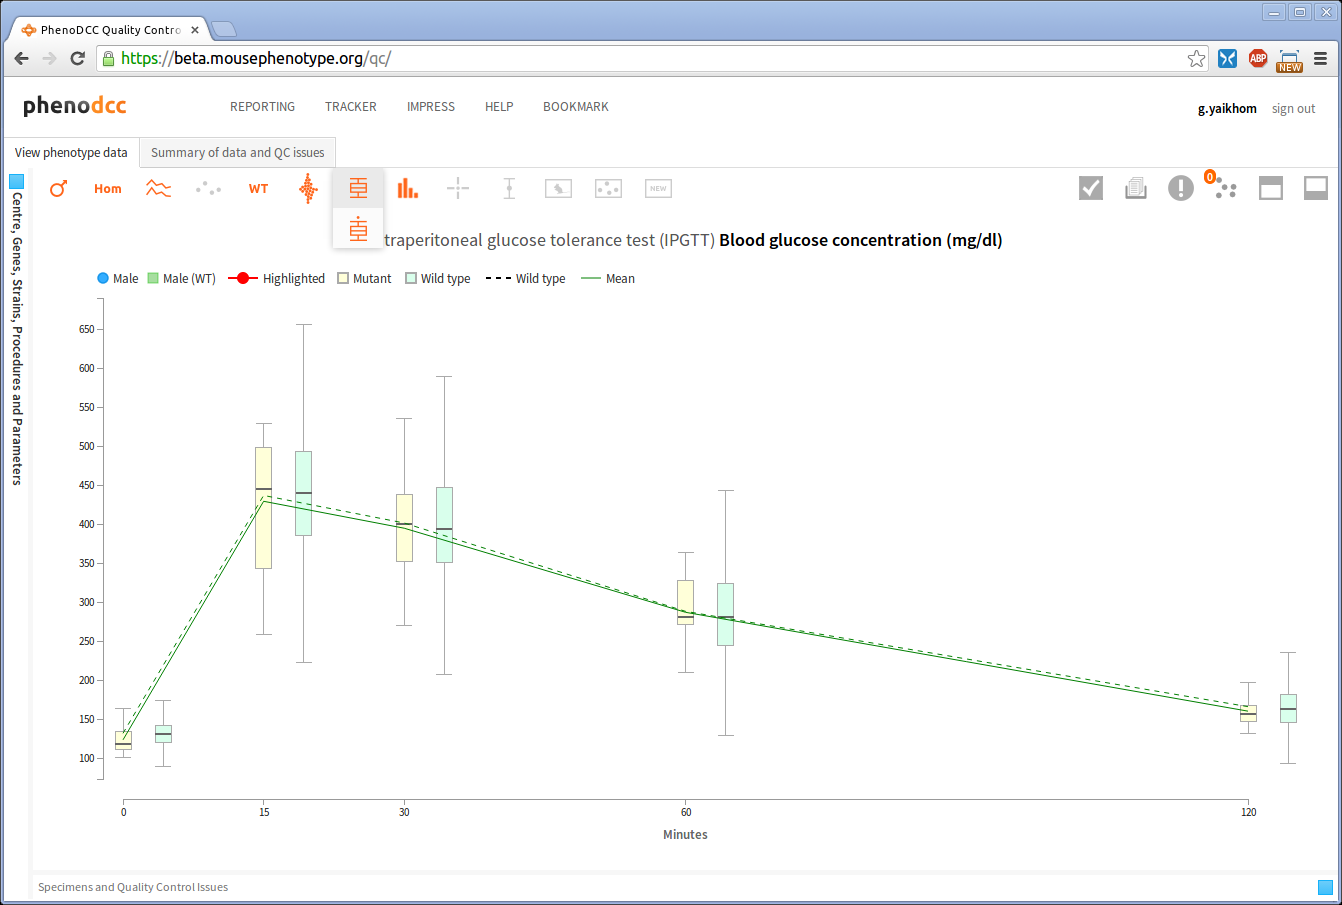 PhenoDCC Quality Contro
https://beta.mousephenotype.org/qc/
ABP
NEW
phenodcc
REPORTING TRACKER IMPRESS HELP BOOKMARK
g.yaikhom sign out
View phenotype data Summary of data and QC issues
Hom WT NEW 0
Centre, Genes, Strains, Procedures and Parameters
traperitoneal glucose tolerance test (IPGTT) Blood glucose concentration (mg/dl)
Male Male (WT) Highlighted Mutant Wild type Wild type Mean
650
600
550
500
450
400
350
300
250
200
150
100
0 15 30 60 120
Minutes
Specimens and Quality Control Issues